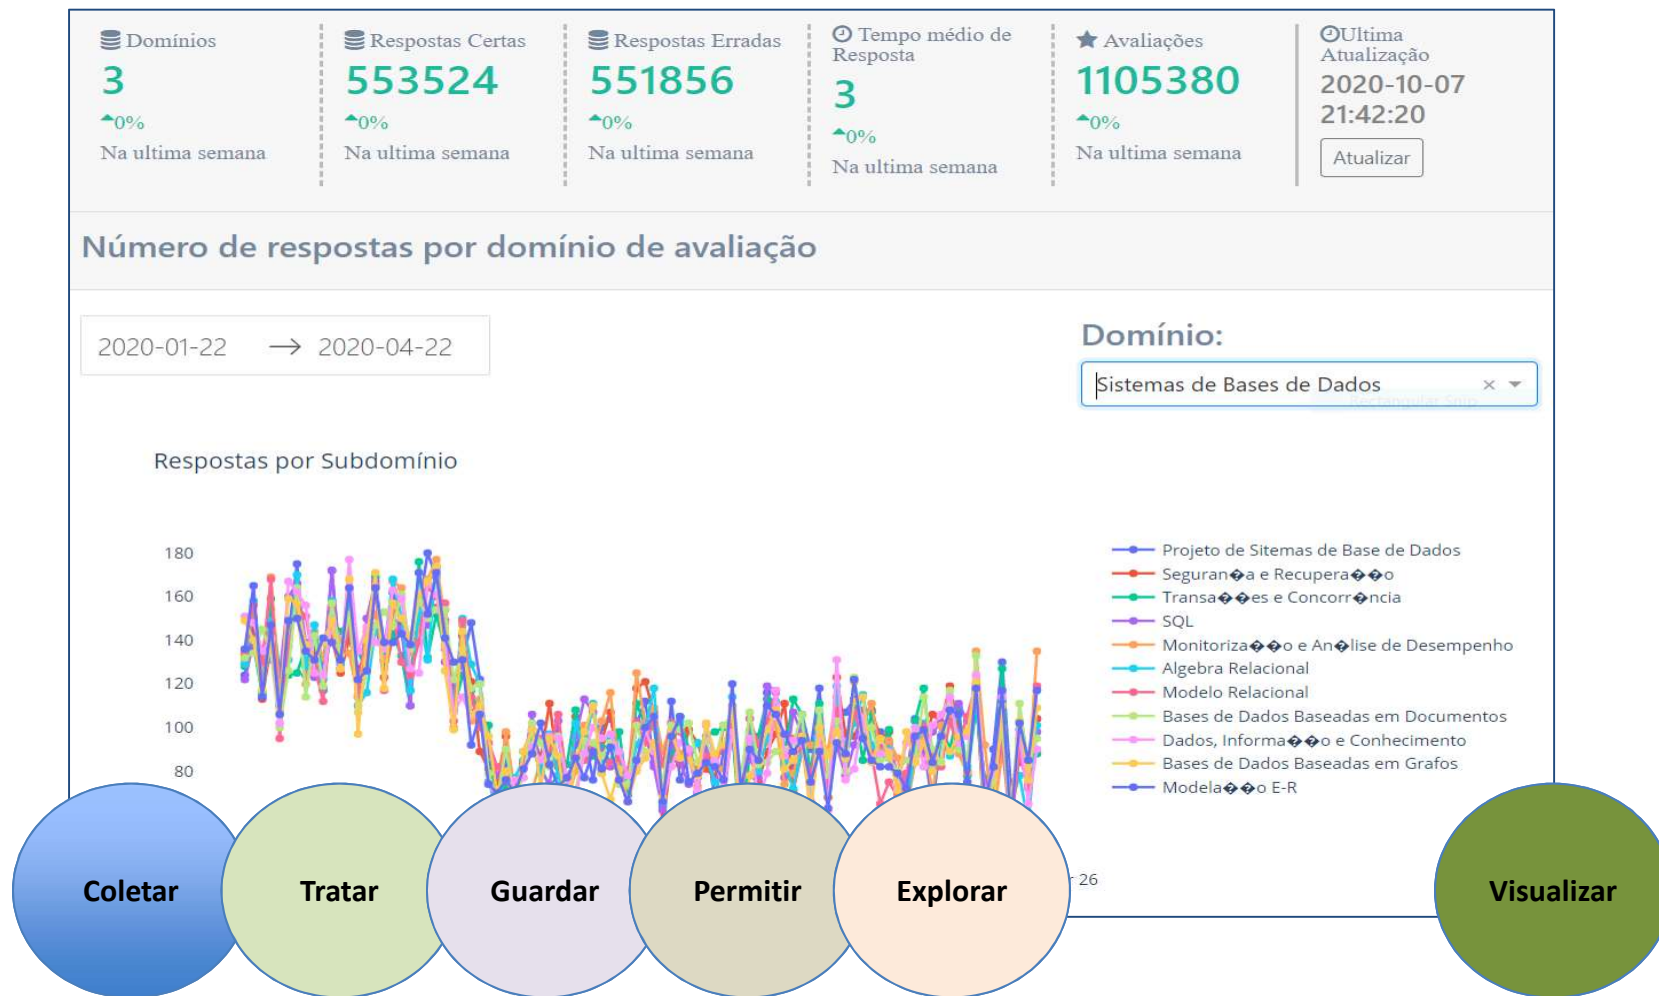 Domínios
3
0%
Na ultima semana
Respostas Certas
553524
0%
Na ultima semana
Respostas Erradas
551856
0%
Na ultima semana
Tempo médio de
Resposta
3
0%
Na ultima semana
Avaliações
1105380
0%
Na ultima semana
Ultima
Atualização
2020-10-07
21:42:20
Atualizar
Número de respostas por domínio de avaliação
2020-01-22 → 2020-04-22
Domínio:
Sistemas de Bases de Dados × 
Rectangular Snip
Respostas por Subdomínio
180
160
140
120
100
80
Projeto de Sitemas de Base de Dados
Seguran�a e Recupera��o
Transa��es e Concorr�ncia
SQL
Monitoriza��o e An�lise de Desempenho
Algebra Relacional
Modelo Relacional
Bases de Dados Baseadas em Documentos
Dados, Informa��o e Conhecimento
Bases de Dados Baseadas em Grafos
Modela��o E-R
26
Coletar
Tratar
Guardar
Permitir
Explorar
Visualizar